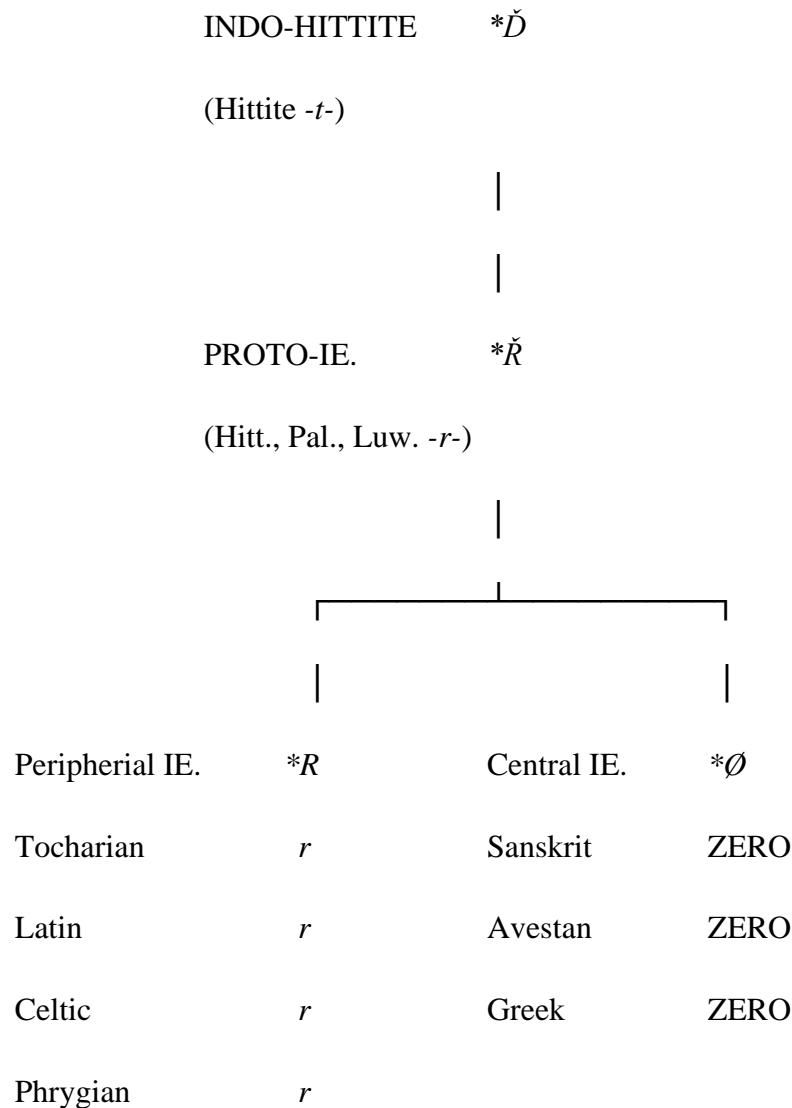 INDO-HITTITE *Ď
(Hittite -t-)
PROTO-IE. *Ř
(Hitt., Pal., Luw. -r-)
Peripherial IE. *R Central IE. *Ø
Tocharian r Sanskrit ZERO
Latin r Avestan ZERO
Celtic r Greek ZERO
Phrygian r